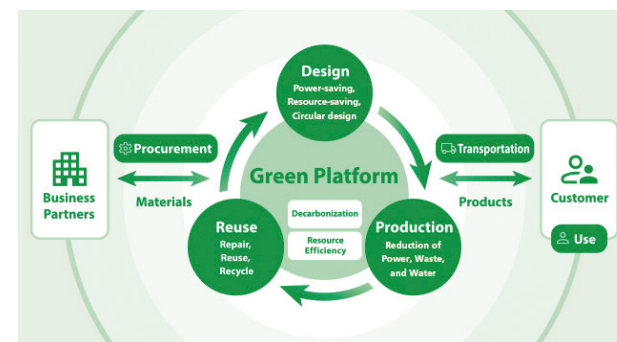 Design
Power-saving,
Resource-saving,
Circular design
Procurement
Materials
Business
Partners
Green Platform
Decarbonization
Resource
Efficiency
Transportation
Products
Customer
Use
Reuse
Repair,
Reuse,
Recycle
Production
Reduction of
Power, Waste,
and Water